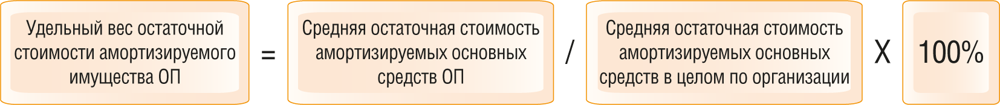 Удельный вес остаточной
стоимости амортизируемого
имущества ОП
=
Средняя остаточная стоимость
амортизируемых основных
средств ОП
/
Средняя остаточная стоимость
амортизируемых основных
средств в целом по организации
X
100%